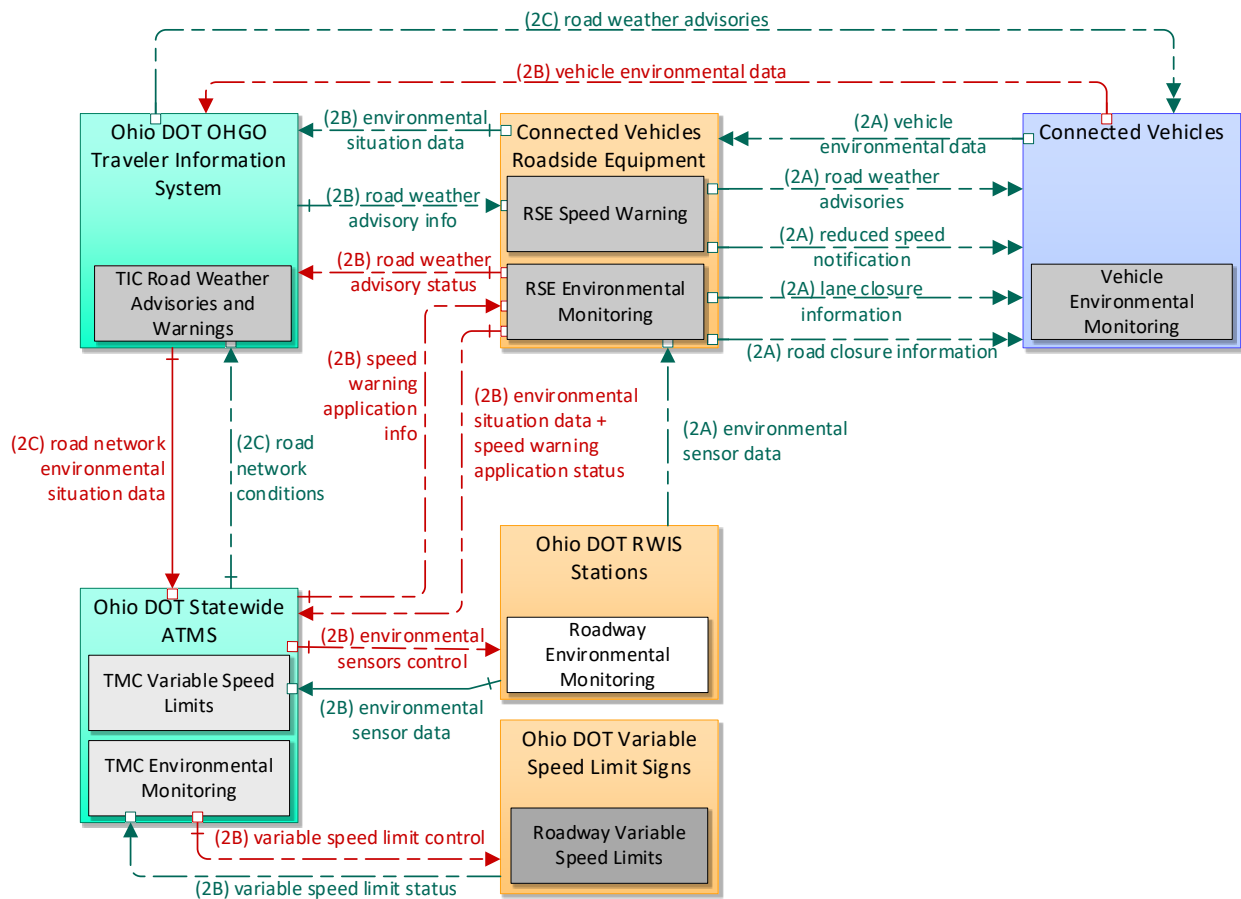 (2C) road weather advisories
(2B) vehicle environmental data
Ohio DOT OHGO
Traveler Information
System
TIC Road Weather
Advisories and
Warnings
(2B) environmental
situation data
(2B) road weather
advisory info
(2B) road weather
advisory status
Connected Vehicles
Roadside Equipment
RSE Speed Warning
RSE Environmental
Monitoring
(2A) vehicle
environmental data
(2A) road weather
advisories
(2A) reduced speed
notification
(2A) lane closure
information
(2A) road closure information
Connected Vehicles
Vehicle
Environmental
Monitoring
(2C) road network
environmental
situation data
(2C) road
network
conditions
(2B) speed
warning
application
info
(2B) environmental
situation data +
speed warning
application status
(2A) environmental
sensor data
Ohio DOT Statewide
ATMS
TMC Variable Speed
Limits
TMC Environmental
Monitoring
(2B) environmental
sensors control
(2B) environmental
sensor data
Ohio DOT RWIS
Stations
Roadway
Environmental
Monitoring
Ohio DOT Variable
Speed Limit Signs
Roadway Variable
Speed Limits
(2B) variable speed limit control
(2B) variable speed limit status